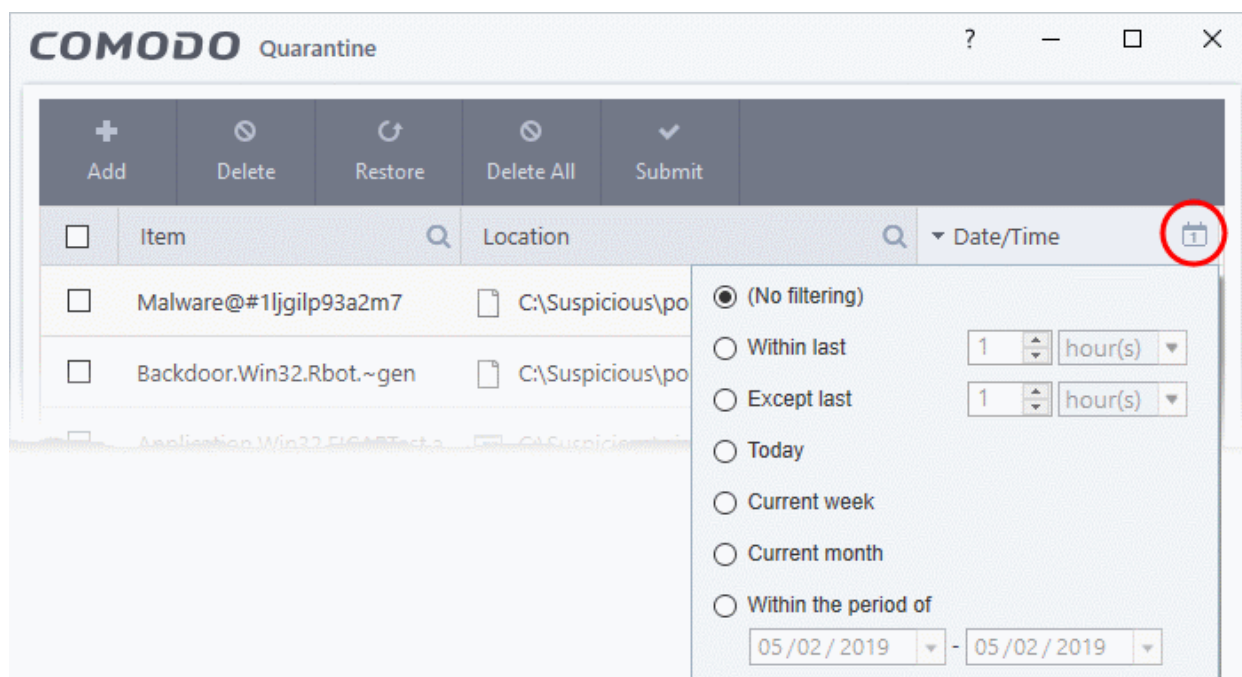 COMODO Quarantine ?
Add Delete Restore Delete All Submit
Item Location Date/Time 1
Malware@#1ljgilp93a2m7 C:\Suspicious\po
Backdoor.Win32.Rbot.~gen C:\Suspicious\po
(No filtering)
Within last 1 hour(s)
Except last 1 hour(s)
Today
Current week
Current month
Within the period of
05/02/2019 - 05/02/2019